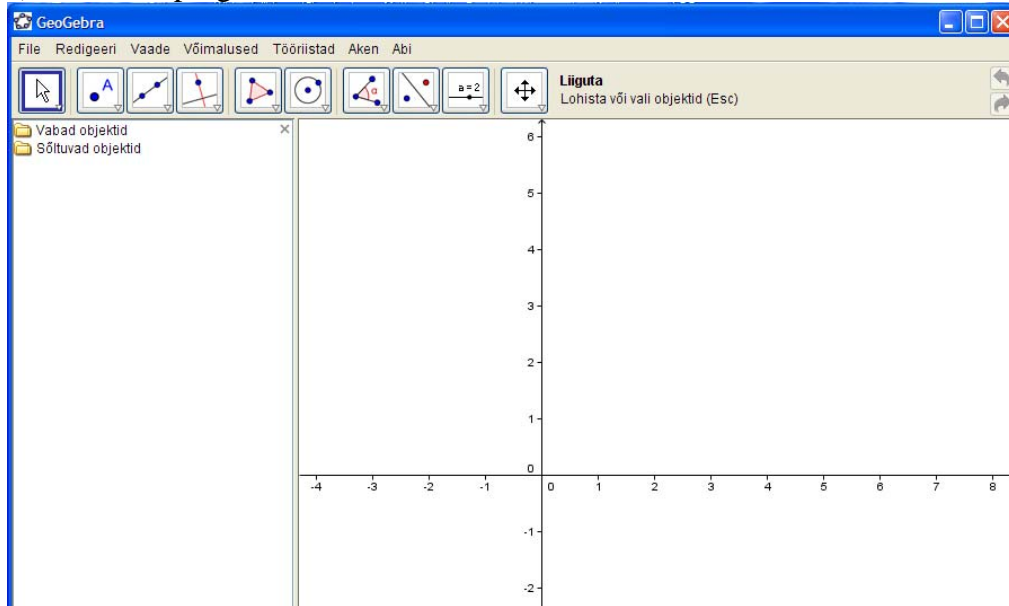 GeoGebra
File Redigeeri Vaade Võimalused Tööriistad Aken Abi
A
α
a=2
Liiguta
Lohista või vali objektid (Esc)
Vabad objektid
Sõltuvad objektid
6
5
4
3
2
1
0
-4 -3 -2 -1 0 1 2 3 4 5 6 7 8
-1
-2